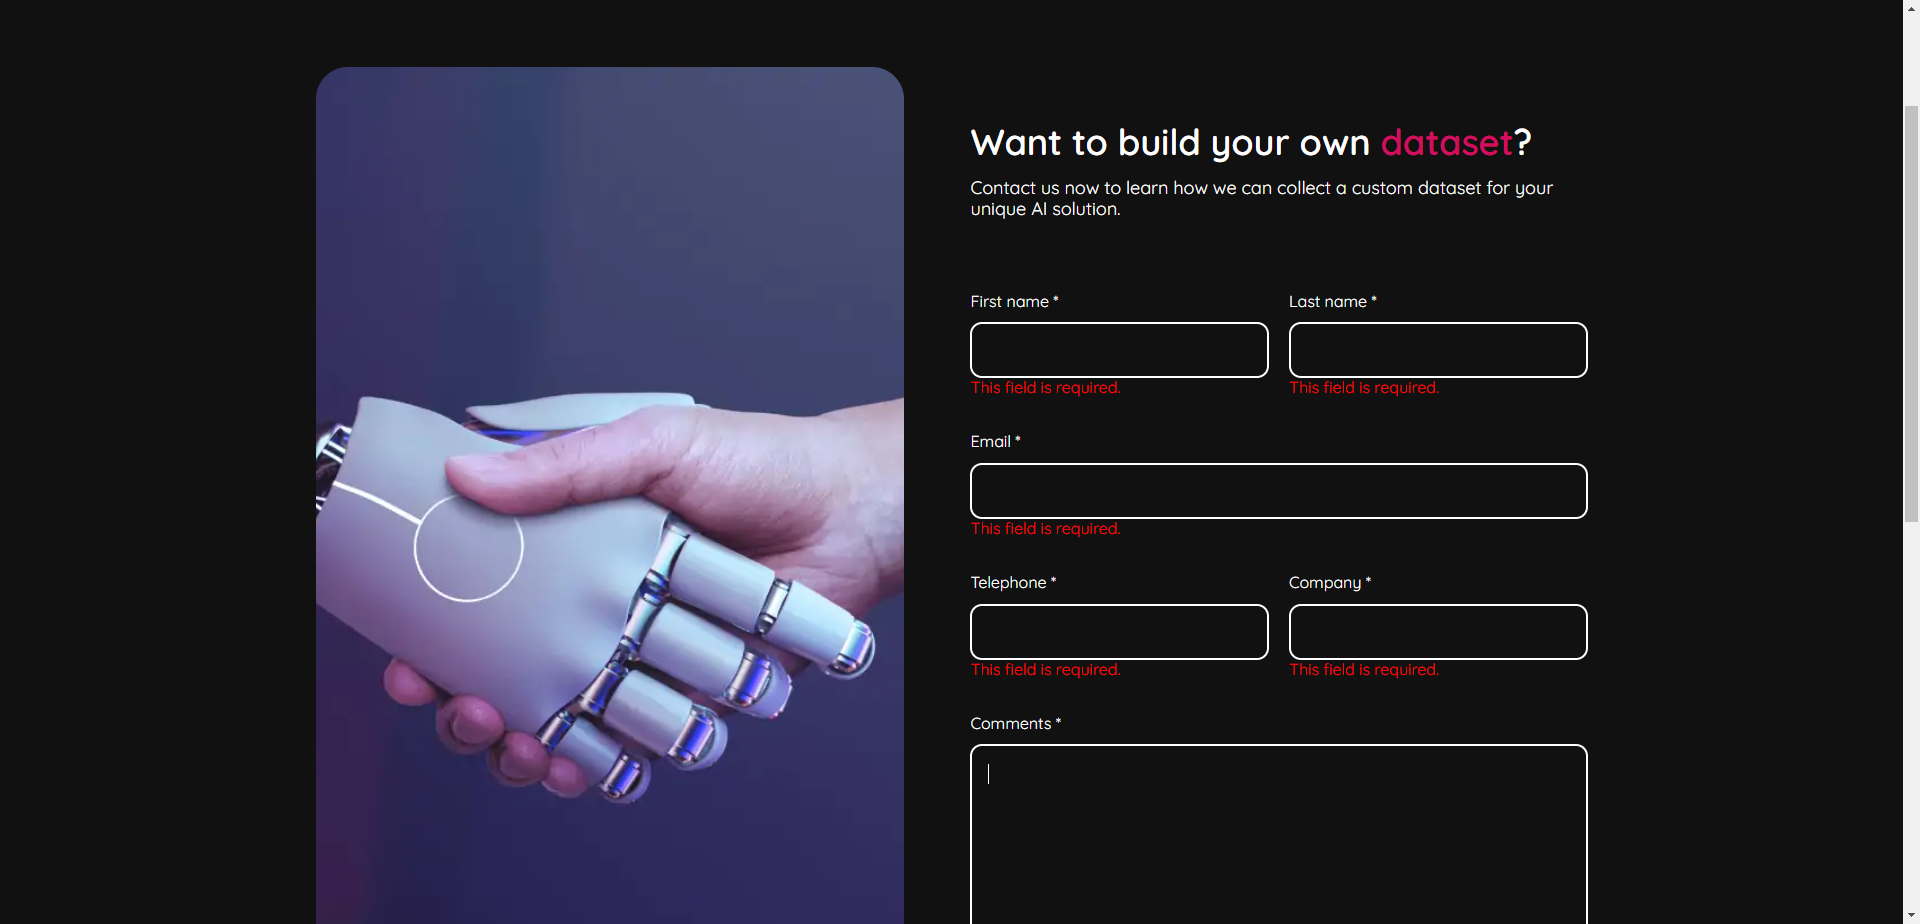 Want to build your own dataset?
Contact us now to learn how we can collect a custom dataset for your
unique AI solution.
First name *
Last name *
This field is required.
This field is required.
Email *
This field is required.
Telephone *
Company *
This field is required.
This field is required.
Comments *